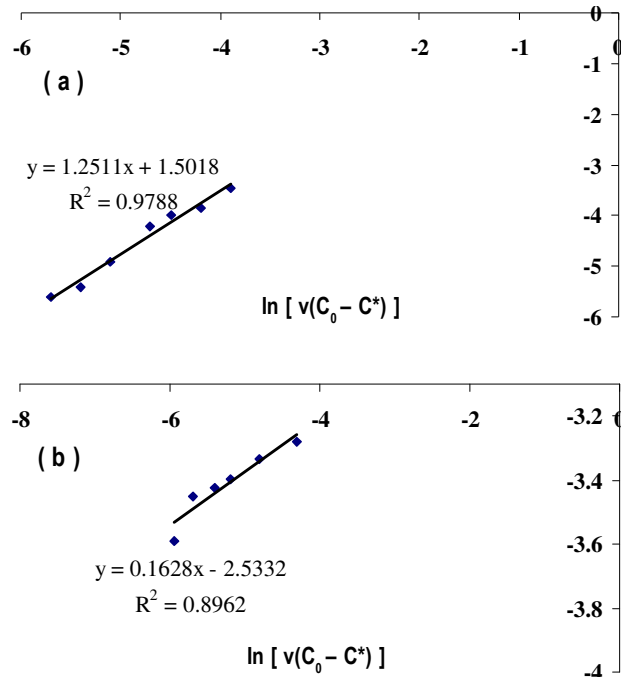 0
-6 -5 -4 -3 -2 -1 0
( a )
-1
-2
y = 1.2511x + 1.5018
-3
R² = 0.9788
-4
-5
ln [ v(C₀ – C*) ]
-6
-8 -6 -4 -2 0
-3.2
( b )
-3.4
-3.6
y = 0.1628x - 2.5332
R² = 0.8962
-3.8
ln [ v(C₀ – C*) ]
-4